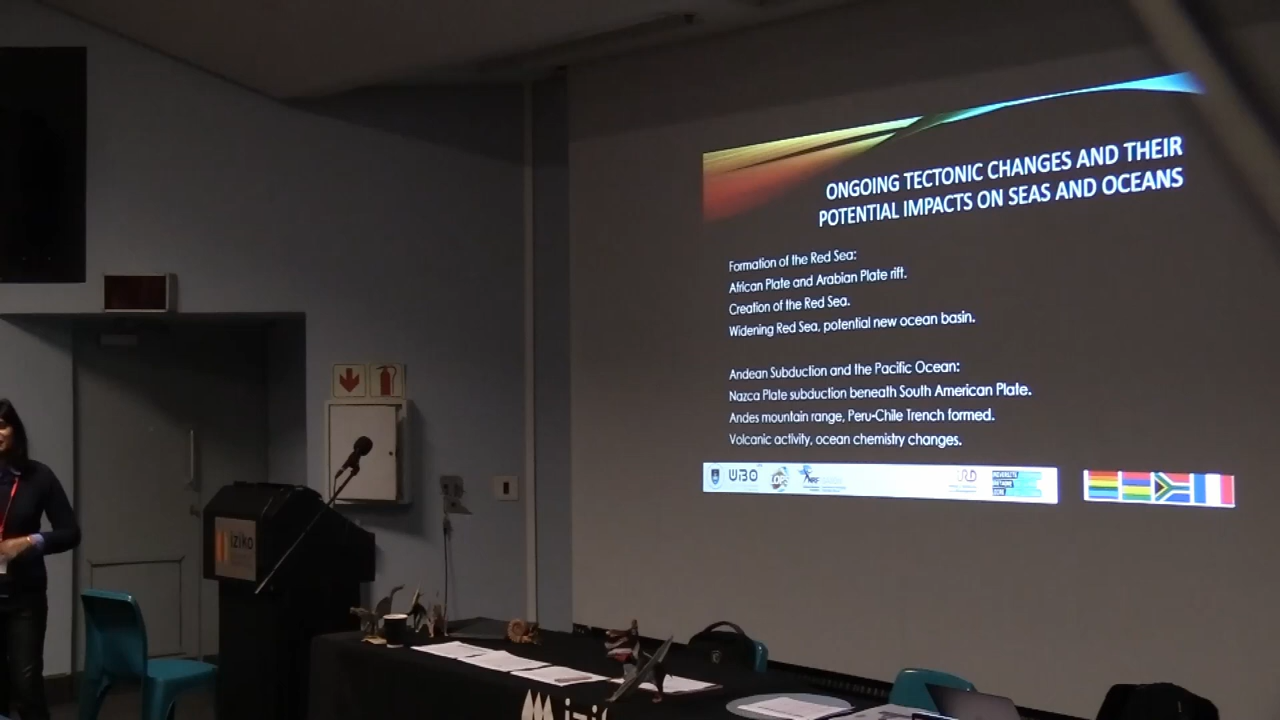 ONGOING TECTONIC CHANGES AND THEIR
POTENTIAL IMPACTS ON SEAS AND OCEANS
Formation of the Red Sea:
African Plate and Arabian Plate rift.
Creation of the Red Sea.
Widening Red Sea, potential new ocean basin.
Andean Subduction and the Pacific Ocean:
Nazca Plate subduction beneath South American Plate.
Andes mountain range, Peru-Chile Trench formed.
Volcanic activity, ocean chemistry changes.
LOPS
NRF
IRD
iziko